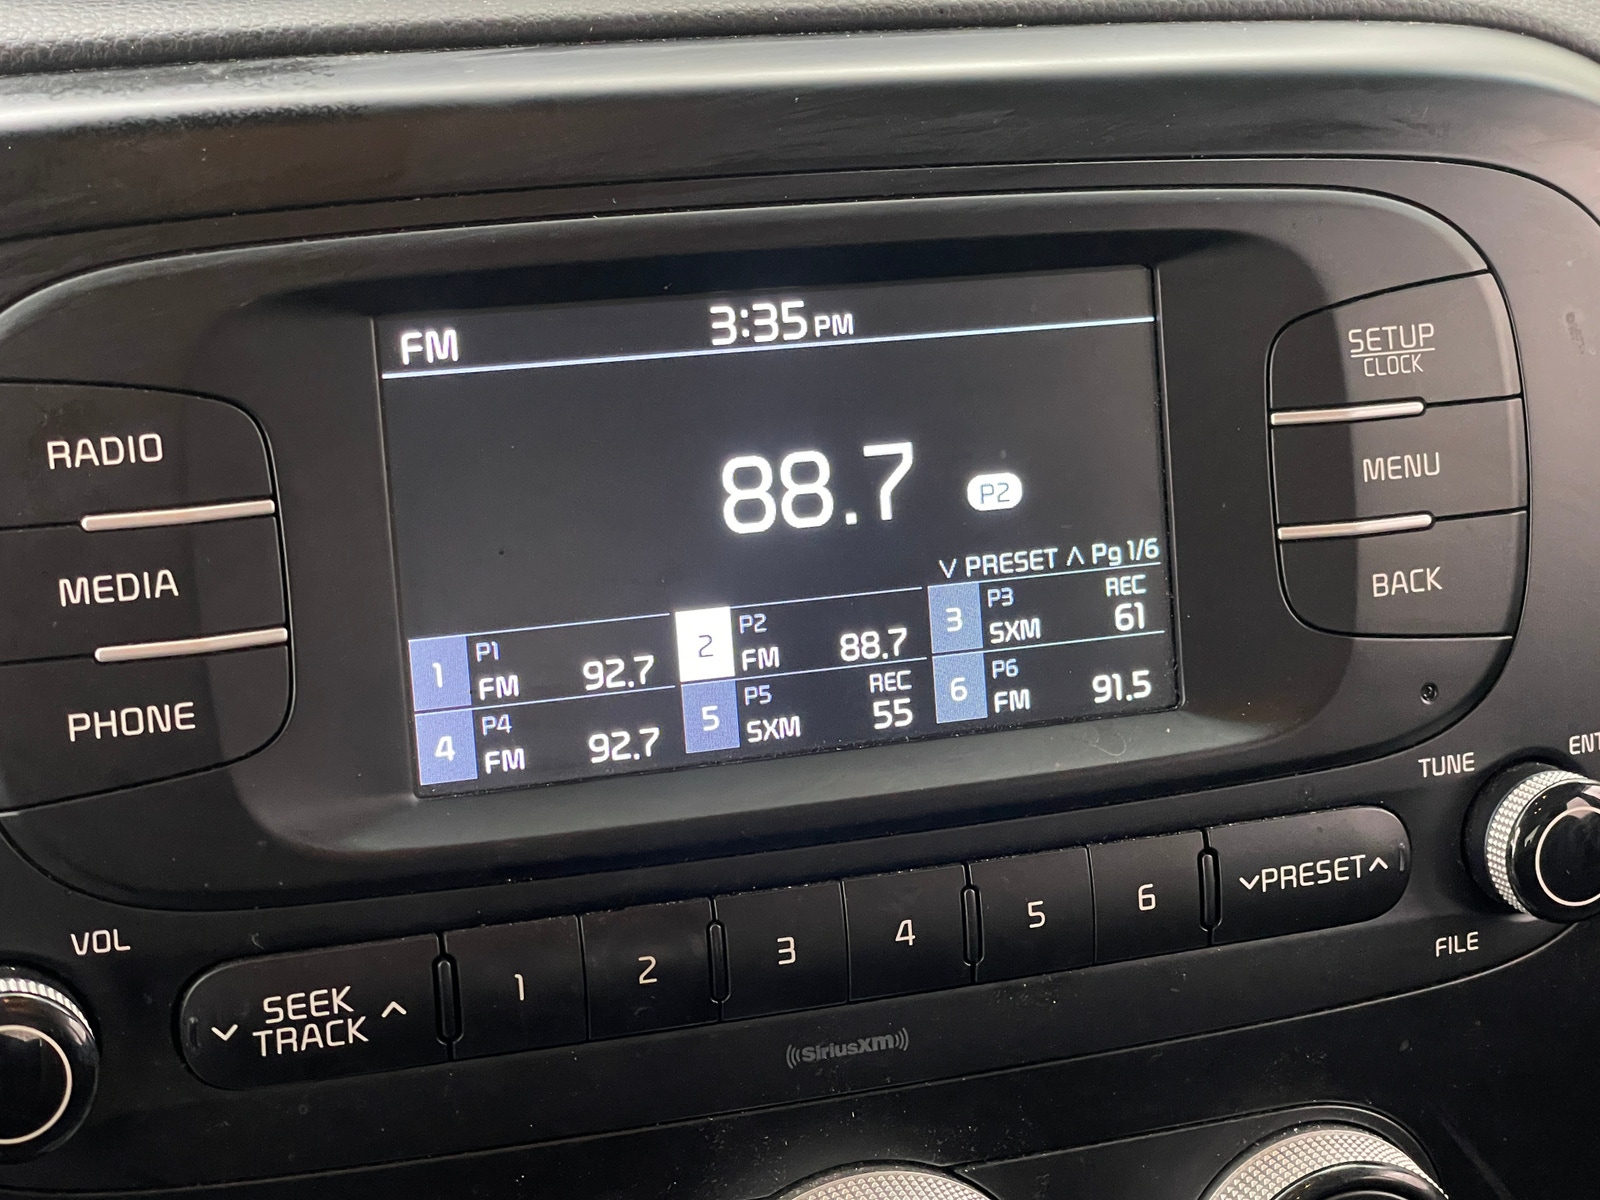 FM 3:35 PM
88.7 P2
∨ PRESET ∧ Pg 1/6
1 P1 FM 92.7
2 P2 FM 88.7
3 P3 SXM REC 61
4 P4 FM 92.7
5 P5 SXM REC 55
6 P6 FM 91.5
RADIO
MEDIA
PHONE
SETUP
CLOCK
MENU
BACK
VOL
SEEK
TRACK
1 2 3 4 5 6
PRESET
TUNE
FILE
((SiriusXM))